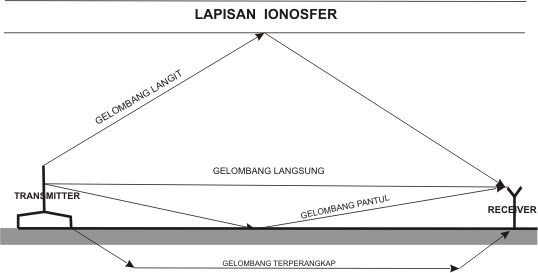 LAPISAN IONOSFER
GELOMBANG LANGIT
GELOMBANG LANGSUNG
TRANSMITTER
GELOMBANG PANTUL
RECEIVER
GELOMBANG TERPERANGKAP